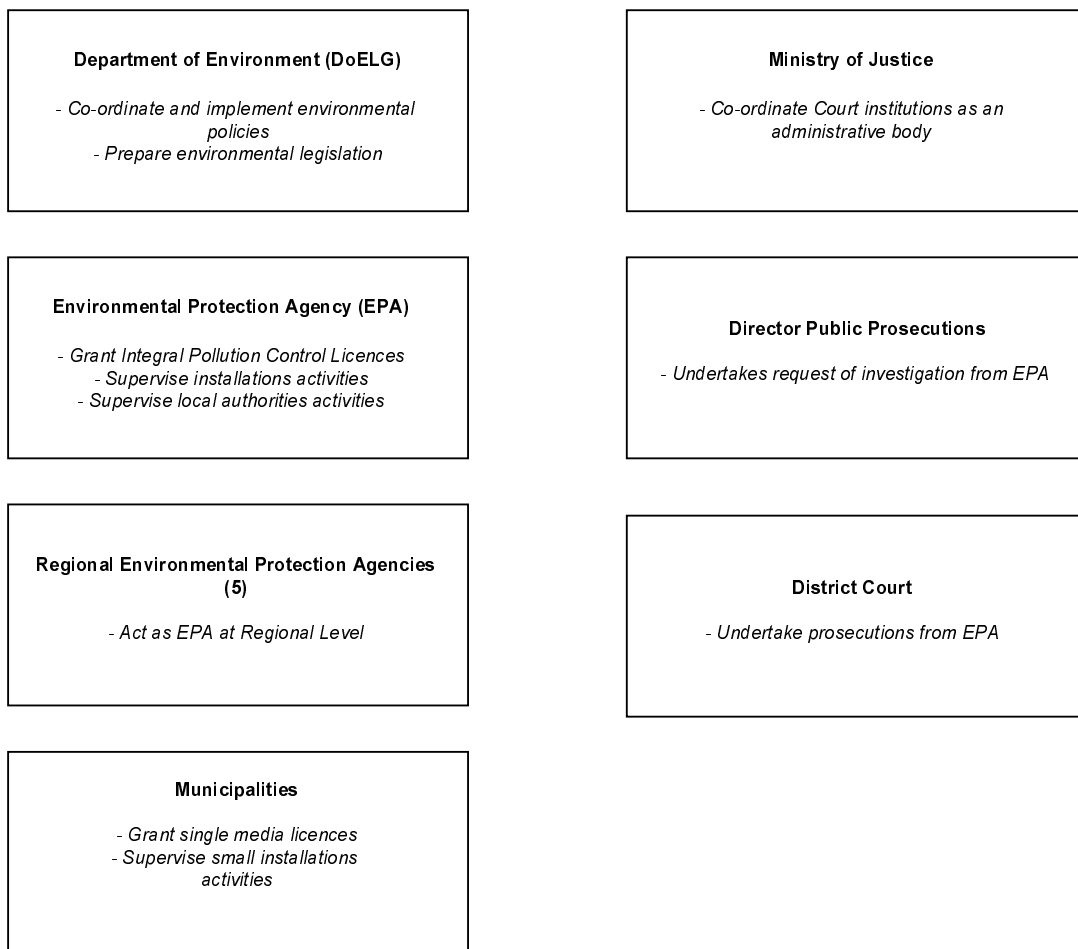 Department of Environment (DoELG)
- Co-ordinate and implement environmental
policies
- Prepare environmental legislation
Ministry of Justice
- Co-ordinate Court institutions as an
administrative body
Environmental Protection Agency (EPA)
- Grant Integral Pollution Control Licences
- Supervise installations activities
- Supervise local authorities activities
Director Public Prosecutions
- Undertakes request of investigation from EPA
Regional Environmental Protection Agencies
(5)
- Act as EPA at Regional Level
District Court
- Undertake prosecutions from EPA
Municipalities
- Grant single media licences
- Supervise small installations
activities